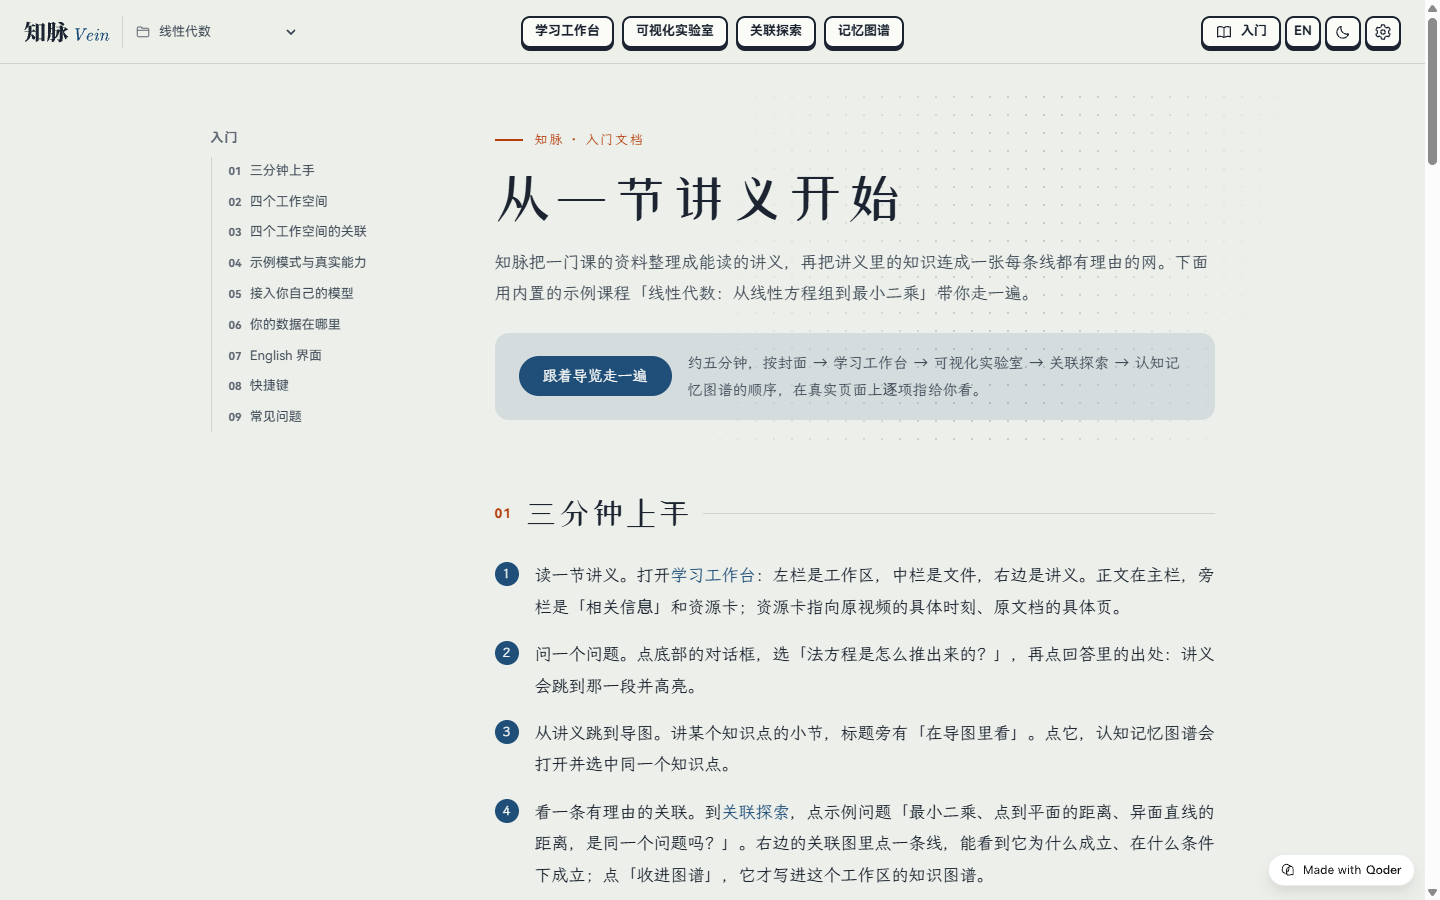 知脉 Vein
线性代数
学习工作台
可视化实验室
关联探索
记忆图谱
入门
EN
入门
01 三分钟上手
02 四个工作空间
03 四个工作空间的关联
04 示例模式与真实能力
05 接入你自己的模型
06 你的数据在哪里
07 English 界面
08 快捷键
09 常见问题
知脉 · 入门文档
从一节讲义开始
知脉把一门课的资料整理成能读的讲义，再把讲义里的知识连成一张每条线都有理由的网。下面
用内置的示例课程「线性代数：从线性方程组到最小二乘」带你走一遍。
跟着导览走一遍
约五分钟，按封面 → 学习工作台 → 可视化实验室 → 关联探索 → 认知记
忆图谱的顺序，在真实页面上逐项指给你看。
01 三分钟上手
1 读一节讲义。打开学习工作台：左栏是工作区，中栏是文件，右边是讲义。正文在主栏，旁
栏是「相关信息」和资源卡；资源卡指向原视频的具体时刻、原文档的具体页。
2 问一个问题。点底部的对话框，选「法方程是怎么推出来的？」，再点回答里的出处：讲义
会跳到那一段并高亮。
3 从讲义跳到导图。讲某个知识点的小节，标题旁有「在导图里看」。点它，认知记忆图谱会
打开并选中同一个知识点。
4 看一条有理由的关联。到关联探索，点示例问题「最小二乘、点到平面的距离、异面直线的
距离，是同一个问题吗？」。右边的关联图里点一条线，能看到它为什么成立、在什么条件
下成立；点「收进图谱」，它才写进这个工作区的知识图谱。
Made with Qoder